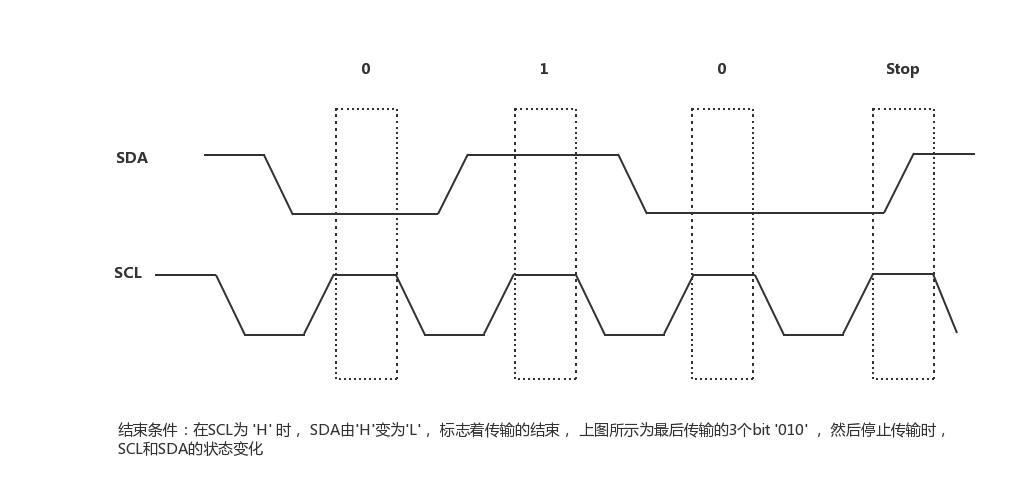 0 1 0 Stop
SDA
SCL
结束条件：在SCL为 'H' 时， SDA由'H'变为'L'， 标志着传输的结束， 上图所示为最后传输的3个bit '010' ， 然后停止传输时，
SCL和SDA的状态变化